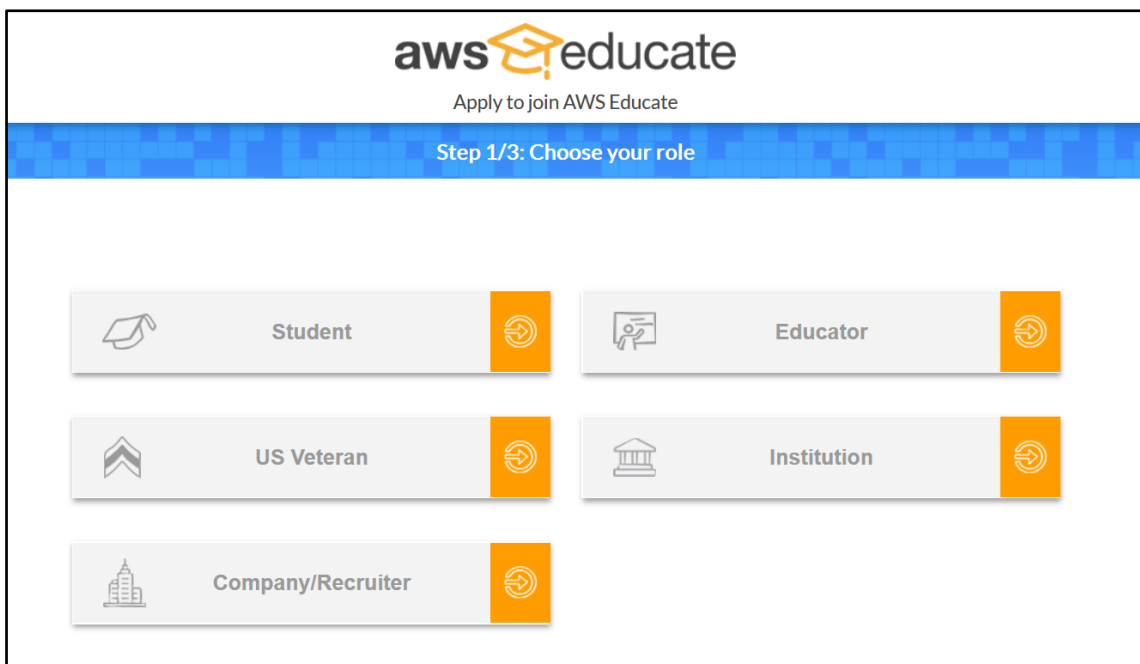 aws educate
Apply to join AWS Educate
Step 1/3: Choose your role
Student
Educator
US Veteran
Institution
Company/Recruiter